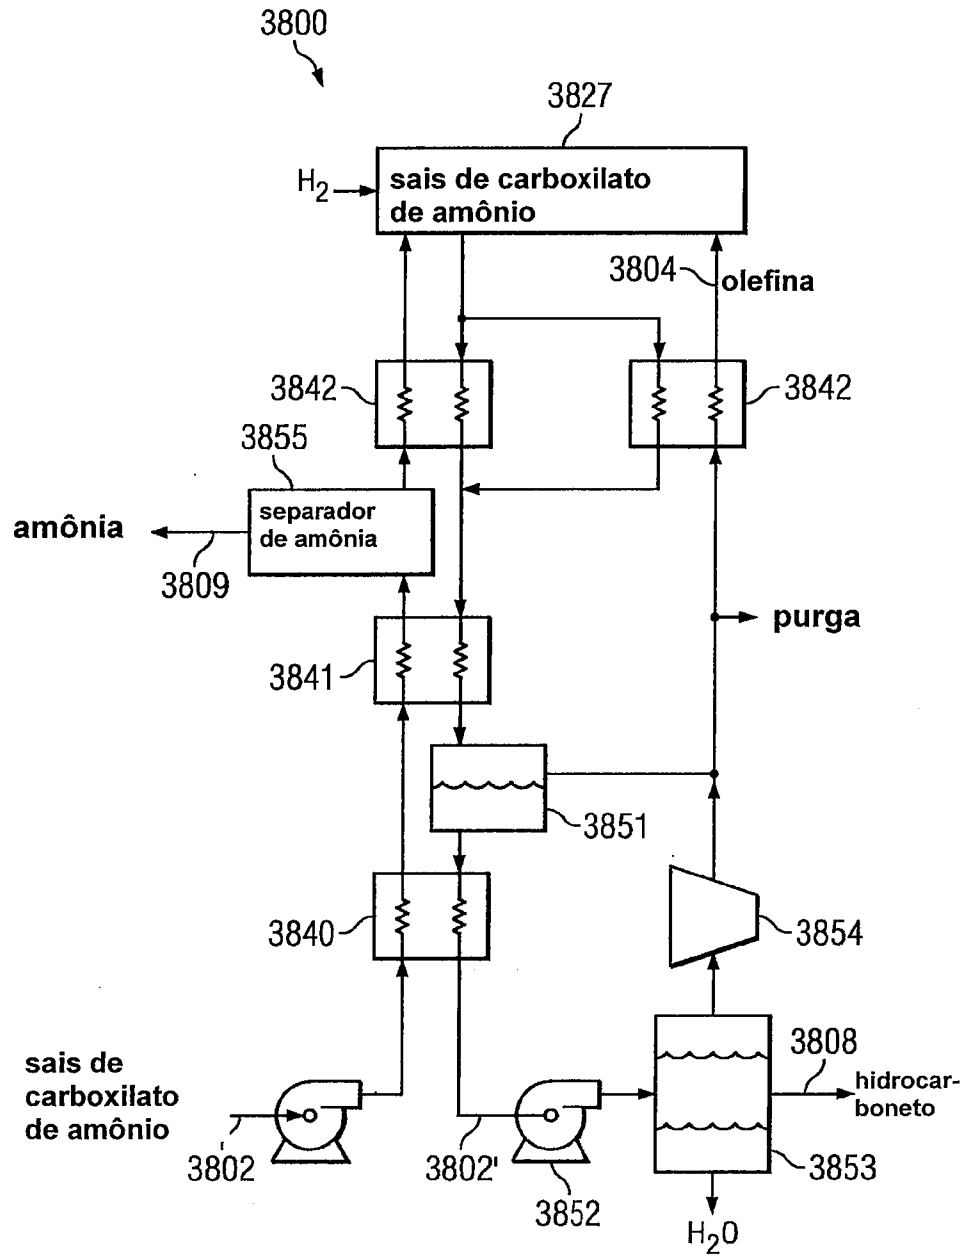 3800
3827
H2
sais de carboxilato
de amônio
3804
olefina
3842
3842
3855
separador
de amônia
amônia
3809
purga
3841
3851
3840
3854
sais de
carboxilato
de amônio
3808
hidrocar-
boneto
3802
3802'
3852
3853
H2O